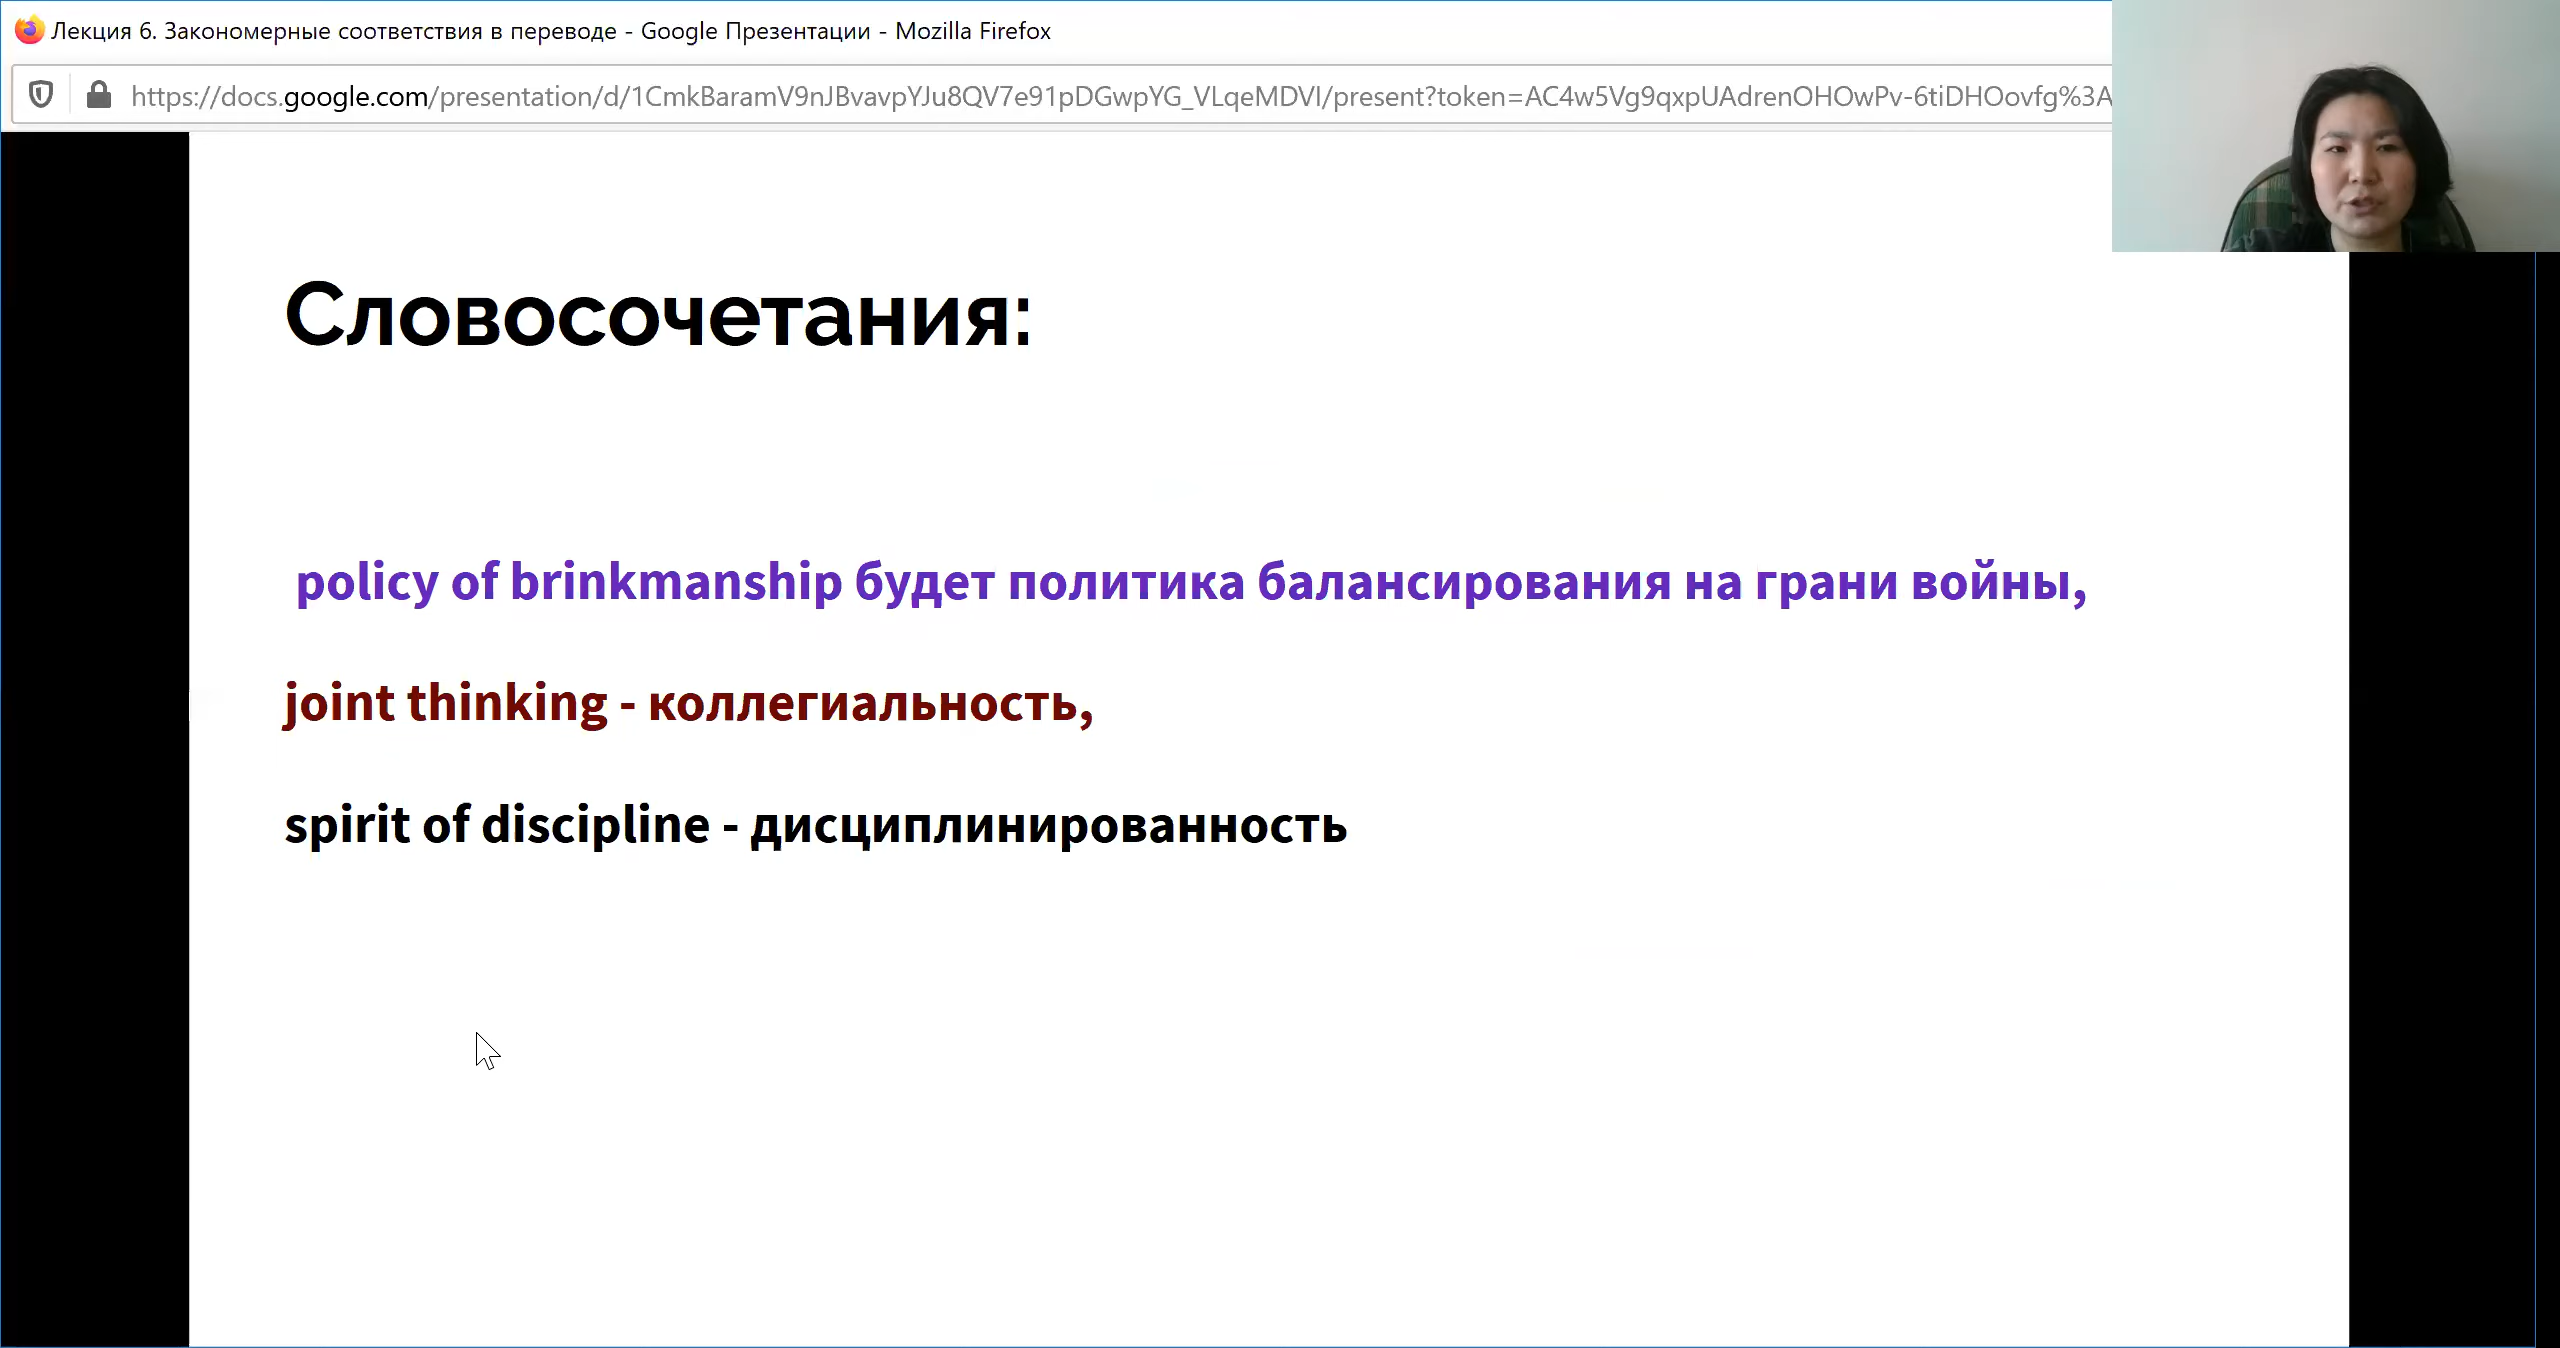 Лекция 6. Закономерные соответствия в переводе - Google Презентации - Mozilla Firefox
https://docs.google.com/presentation/d/1CmkBaramV9nJBvavpYJu8QV7e91pDGwpYG_VLqeMDVI/present?token=AC4w5Vg9qxpUAdrenOHOwPv-6tiDHOovfg%3A
Словосочетания:
policy of brinkmanship будет политика балансирования на грани войны,
joint thinking - коллегиальность,
spirit of discipline - дисциплинированность